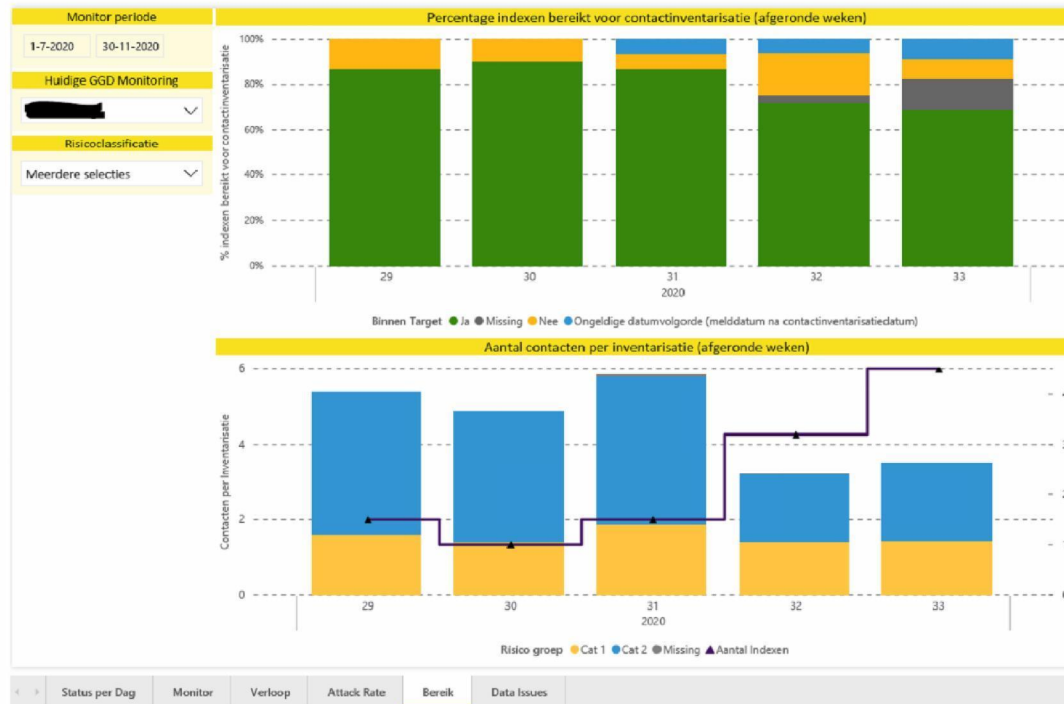 Monitor periode
1-7-2020 30-11-2020
Huidige GGD Monitoring
Risicoclassificatie
Meerdere selecties
Percentage indexen bereikt voor contactinventarisatie (afgeronde weken)
% indexen bereikt voor contactinventarisatie
100%
80%
60%
40%
20%
0%
29 30 31 32 33
2020
Binnen Target Ja Missing Nee Ongeldige datumvolgorde (melddatum na contactinventarisatiedatum)
Aantal contacten per inventarisatie (afgeronde weken)
Contacten per Inventarisatie
6
4
2
0
29 30 31 32 33
2020
Risico groep Cat 1 Cat 2 Missing Aantal Indexen
Status per Dag Monitor Verloop Attack Rate Bereik Data Issues